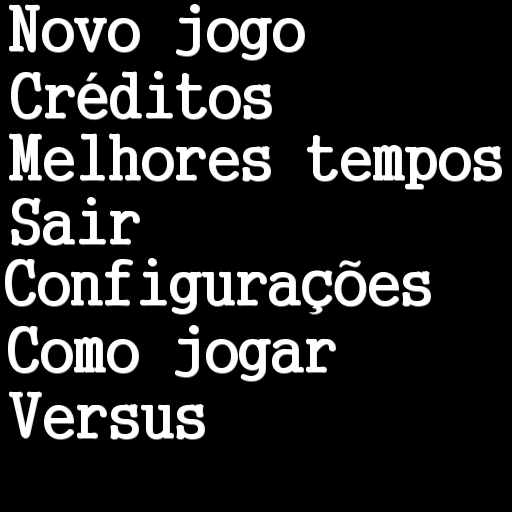 Novo jogo
Créditos
Melhores tempos
Sair
Configurações
Como jogar
Versus